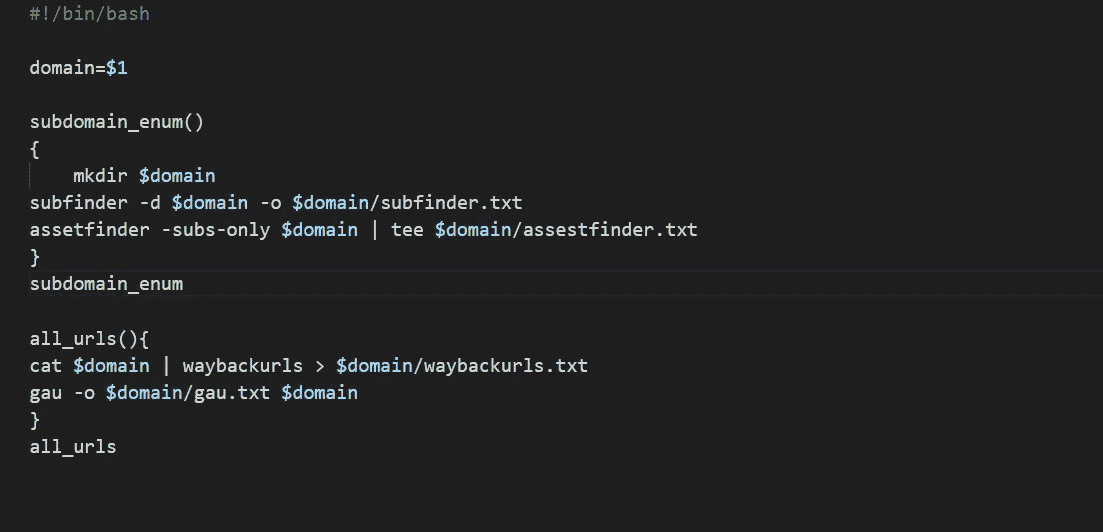 #!/bin/bash
domain=$1
subdomain_enum()
{
mkdir $domain
subfinder -d $domain -o $domain/subfinder.txt
assetfinder -subs-only $domain | tee $domain/assestfinder.txt
}
subdomain_enum
all_urls(){
cat $domain | waybackurls > $domain/waybackurls.txt
gau -o $domain/gau.txt $domain
}
all_urls